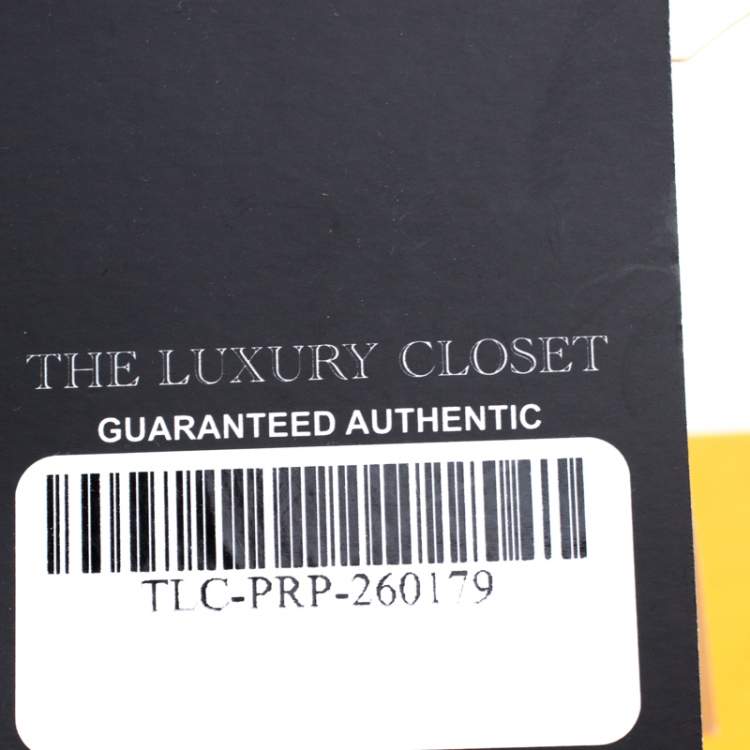 THE LUXURY CLOSET
GUARANTEED AUTHENTIC
TLC-PRP-260179